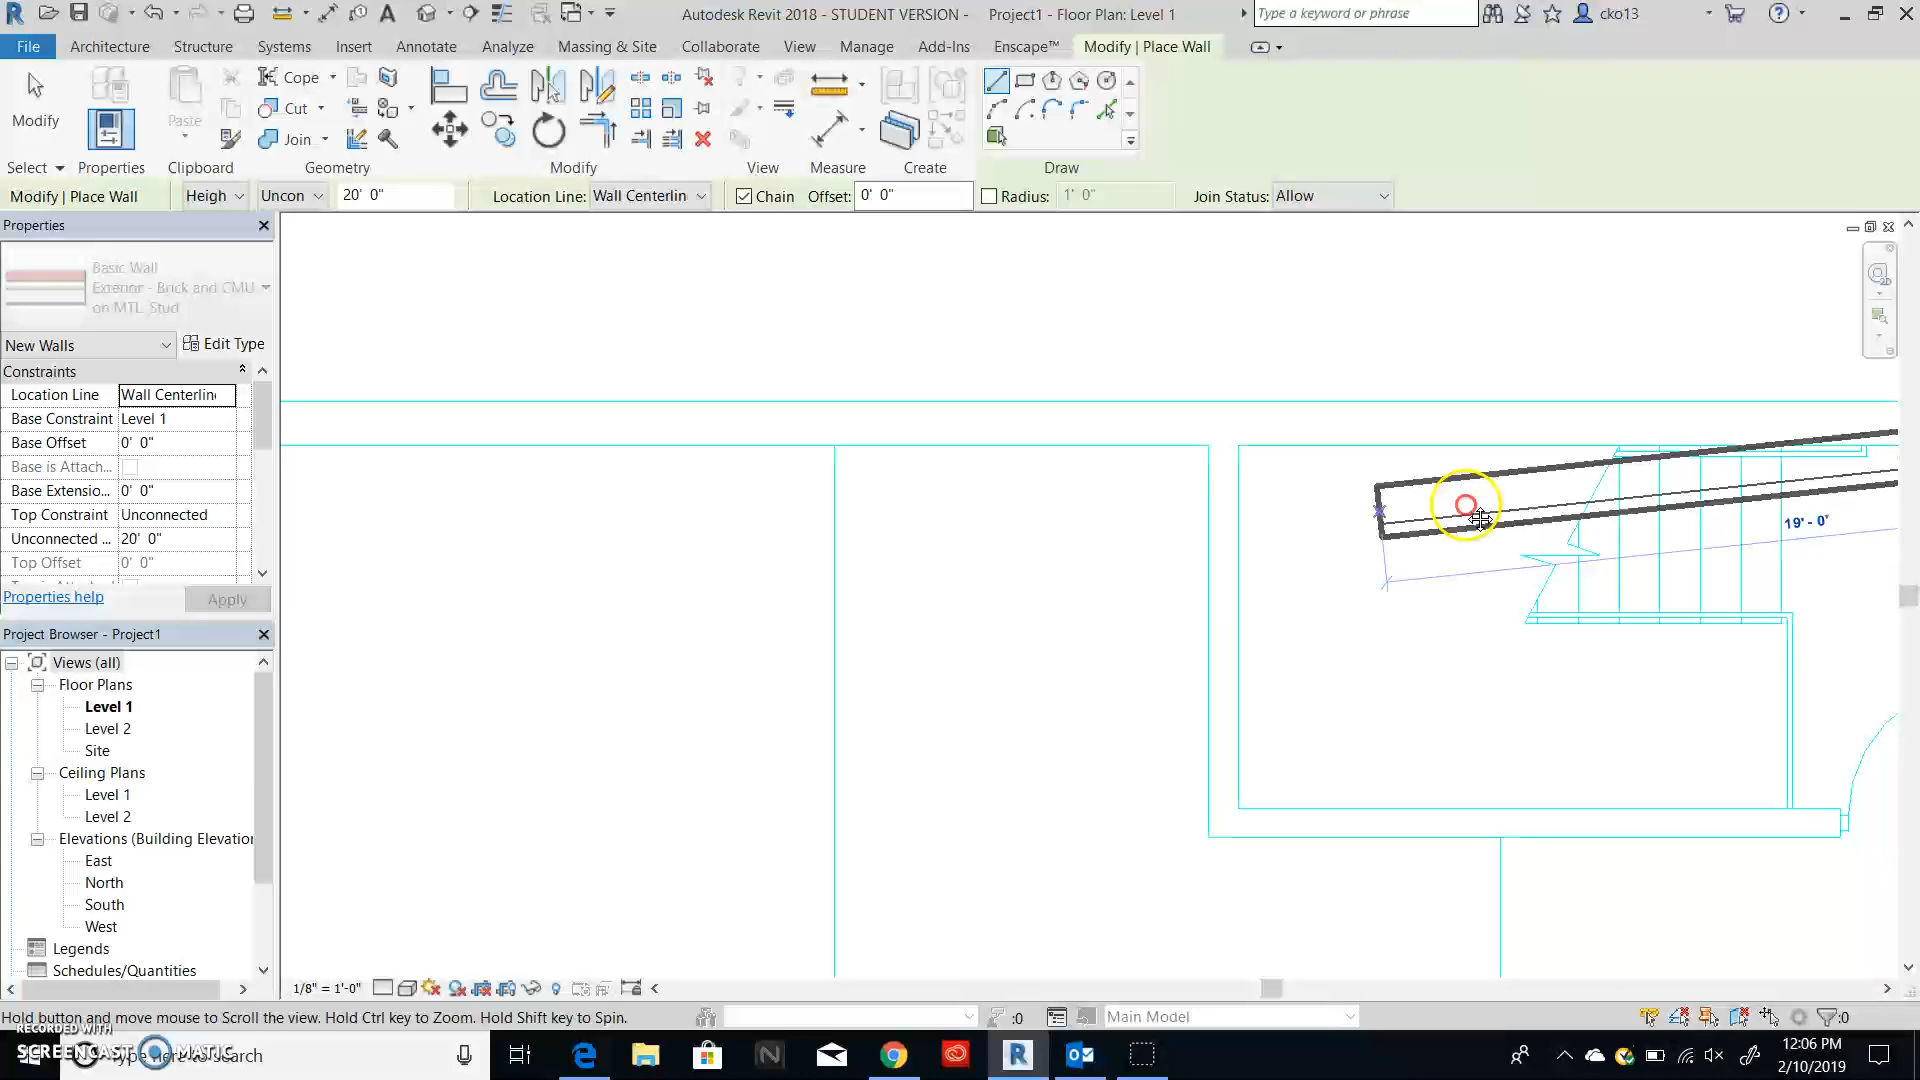 Autodesk Revit 2018 - STUDENT VERSION - Project1 - Floor Plan: Level 1
Type a keyword or phrase
cko13
File Architecture Structure Systems Insert Annotate Analyze Massing & Site Collaborate View Manage Add-Ins Enscape™ Modify | Place Wall
Modify
Paste
Cope
Cut
Join
Select Properties Clipboard Geometry Modify View Measure Create Draw
Modify | Place Wall Heigh Uncon 20' 0" Location Line: Wall Centerlin Chain Offset: 0' 0" Radius: 1' 0" Join Status: Allow
Properties
Basic Wall
Exterior - Brick and CMU
on MTL. Stud
New Walls Edit Type
Constraints
Location Line Wall Centerline
Base Constraint Level 1
Base Offset 0' 0"
Base is Attach...
Base Extensio... 0' 0"
Top Constraint Unconnected
Unconnected ... 20' 0"
Top Offset 0' 0"
Properties help Apply
Project Browser - Project1
Views (all)
Floor Plans
Level 1
Level 2
Site
Ceiling Plans
Level 1
Level 2
Elevations (Building Elevation
East
North
South
West
Legends
Schedules/Quantities
19' - 0"
1/8" = 1'-0"
Hold button and move mouse to Scroll the view. Hold Ctrl key to Zoom. Hold Shift key to Spin.
:0
Main Model
:0
RECORDED WITH
SCREENCAST MATIC
Type here to search
12:06 PM
2/10/2019